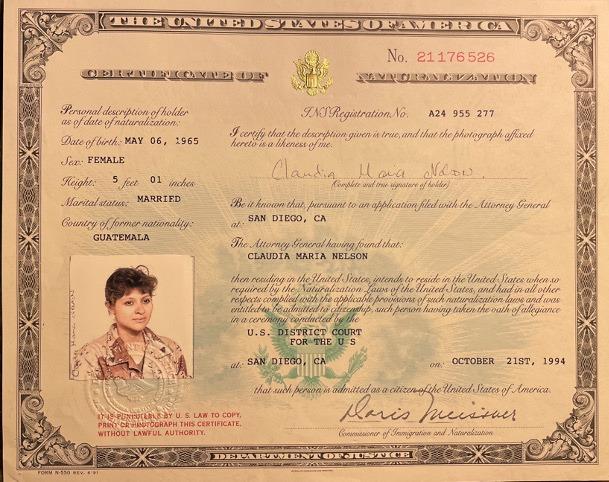 THE UNITED STATES OF AMERICA
No. 21176526
CERTIFICATE OF NATURALIZATION
Personal description of holder
as of date of naturalization:
Date of birth: MAY 06, 1965
Sex: FEMALE
Height: 5 feet 01 inches
Marital status: MARRIED
Country of former nationality:
GUATEMALA
INS Registration No. A24 955 277
I certify that the description given is true, and that the photograph affixed
hereto is a likeness of me.
Claudia Maria Nelson
(Complete and true signature of holder)
Be it known that, pursuant to an application filed with the Attorney General
at: SAN DIEGO, CA
The Attorney General having found that:
CLAUDIA MARIA NELSON
then residing in the United States, intends to reside in the United States when so
required by the Naturalization Laws of the United States, and had in all other
respects complied with the applicable provisions of such naturalization laws and was
entitled to be admitted to citizenship, such person having taken the oath of allegiance
in a ceremony conducted by the
U.S. DISTRICT COURT
FOR THE U S
at: SAN DIEGO, CA on: OCTOBER 21ST, 1994
that such person is admitted as a citizen of the United States of America.
Doris Meissner
Commissioner of Immigration and Naturalization
IT IS PUNISHABLE BY U. S. LAW TO COPY,
PRINT OR PHOTOGRAPH THIS CERTIFICATE,
WITHOUT LAWFUL AUTHORITY.
DEPARTMENT OF JUSTICE
FORM N-550 REV. 6/91